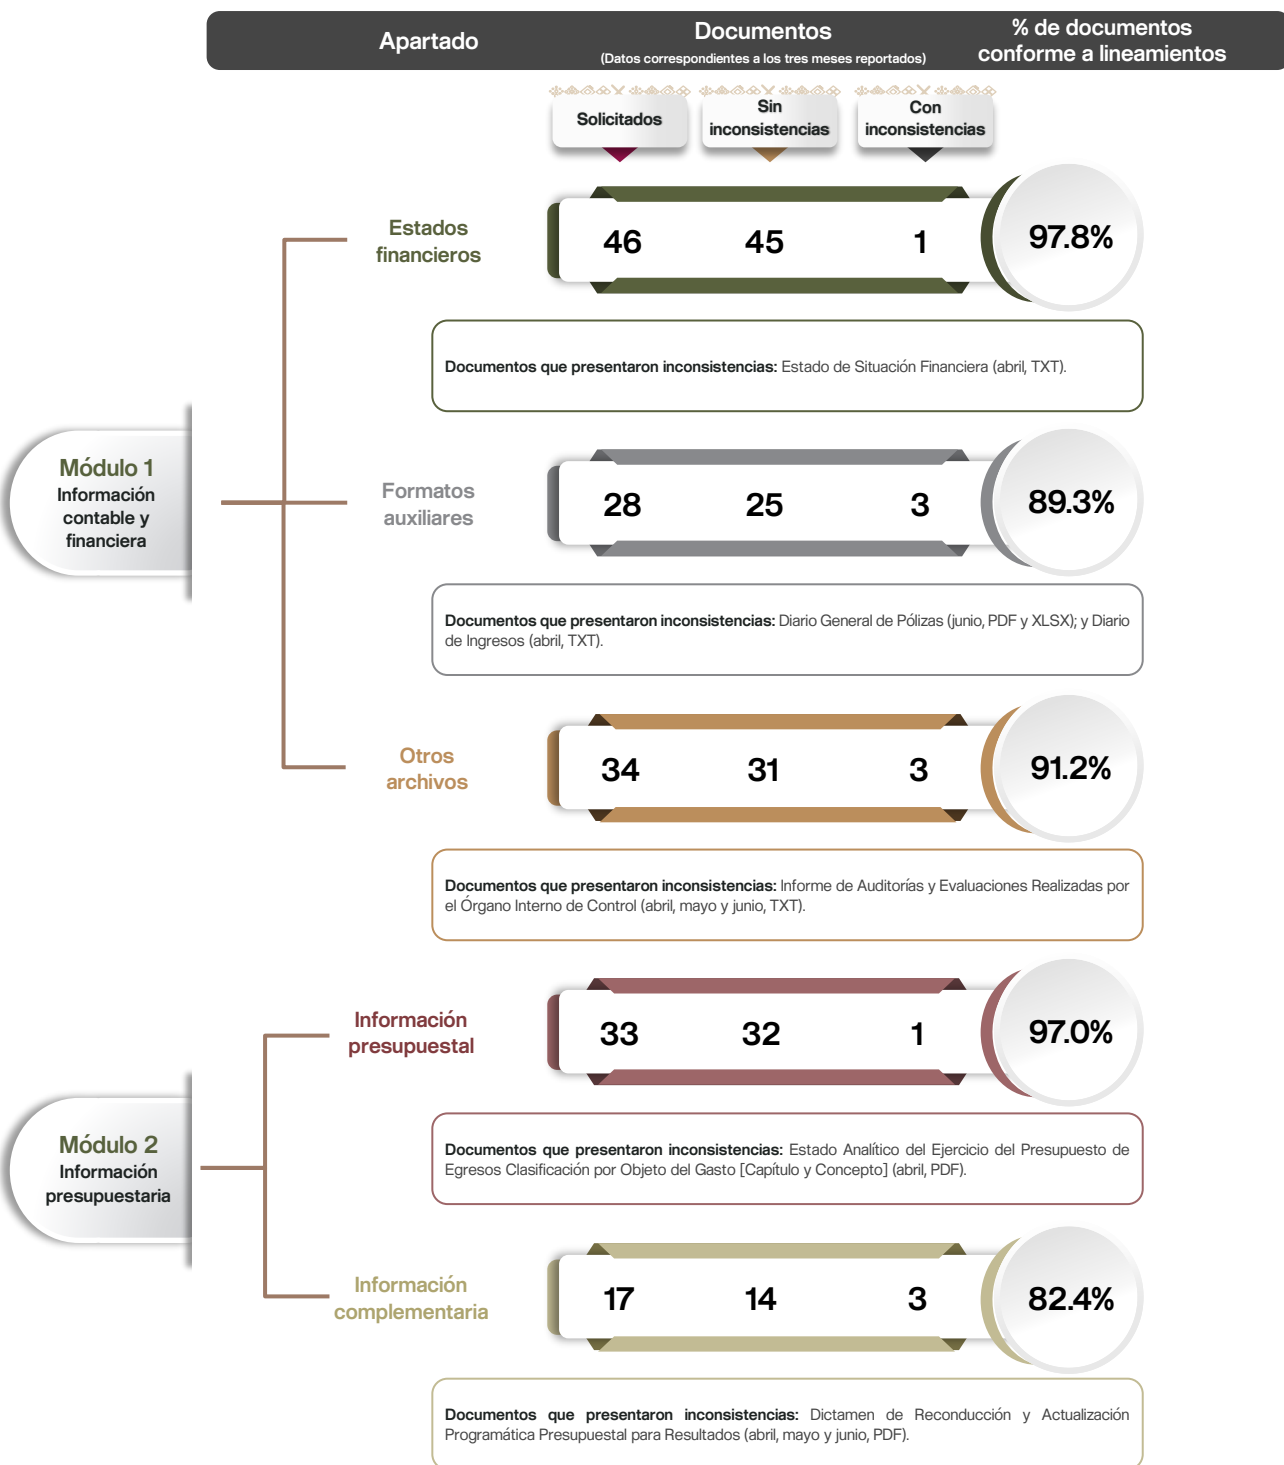 Apartado
Documentos
(Datos correspondientes a los tres meses reportados)
% de documentos
conforme a lineamientos
Solicitados
Sin
inconsistencias
Con
inconsistencias
Módulo 1
Información
contable y
financiera
Estados
financieros
46 45 1 97.8%
Documentos que presentaron inconsistencias: Estado de Situación Financiera (abril, TXT).
Formatos
auxiliares
28 25 3 89.3%
Documentos que presentaron inconsistencias: Diario General de Pólizas (junio, PDF y XLSX); y Diario
de Ingresos (abril, TXT).
Otros
archivos
34 31 3 91.2%
Documentos que presentaron inconsistencias: Informe de Auditorías y Evaluaciones Realizadas por
el Órgano Interno de Control (abril, mayo y junio, TXT).
Módulo 2
Información
presupuestaria
Información
presupuestal
33 32 1 97.0%
Documentos que presentaron inconsistencias: Estado Analítico del Ejercicio del Presupuesto de
Egresos Clasificación por Objeto del Gasto [Capítulo y Concepto] (abril, PDF).
Información
complementaria
17 14 3 82.4%
Documentos que presentaron inconsistencias: Dictamen de Reconducción y Actualización
Programática Presupuestal para Resultados (abril, mayo y junio, PDF).